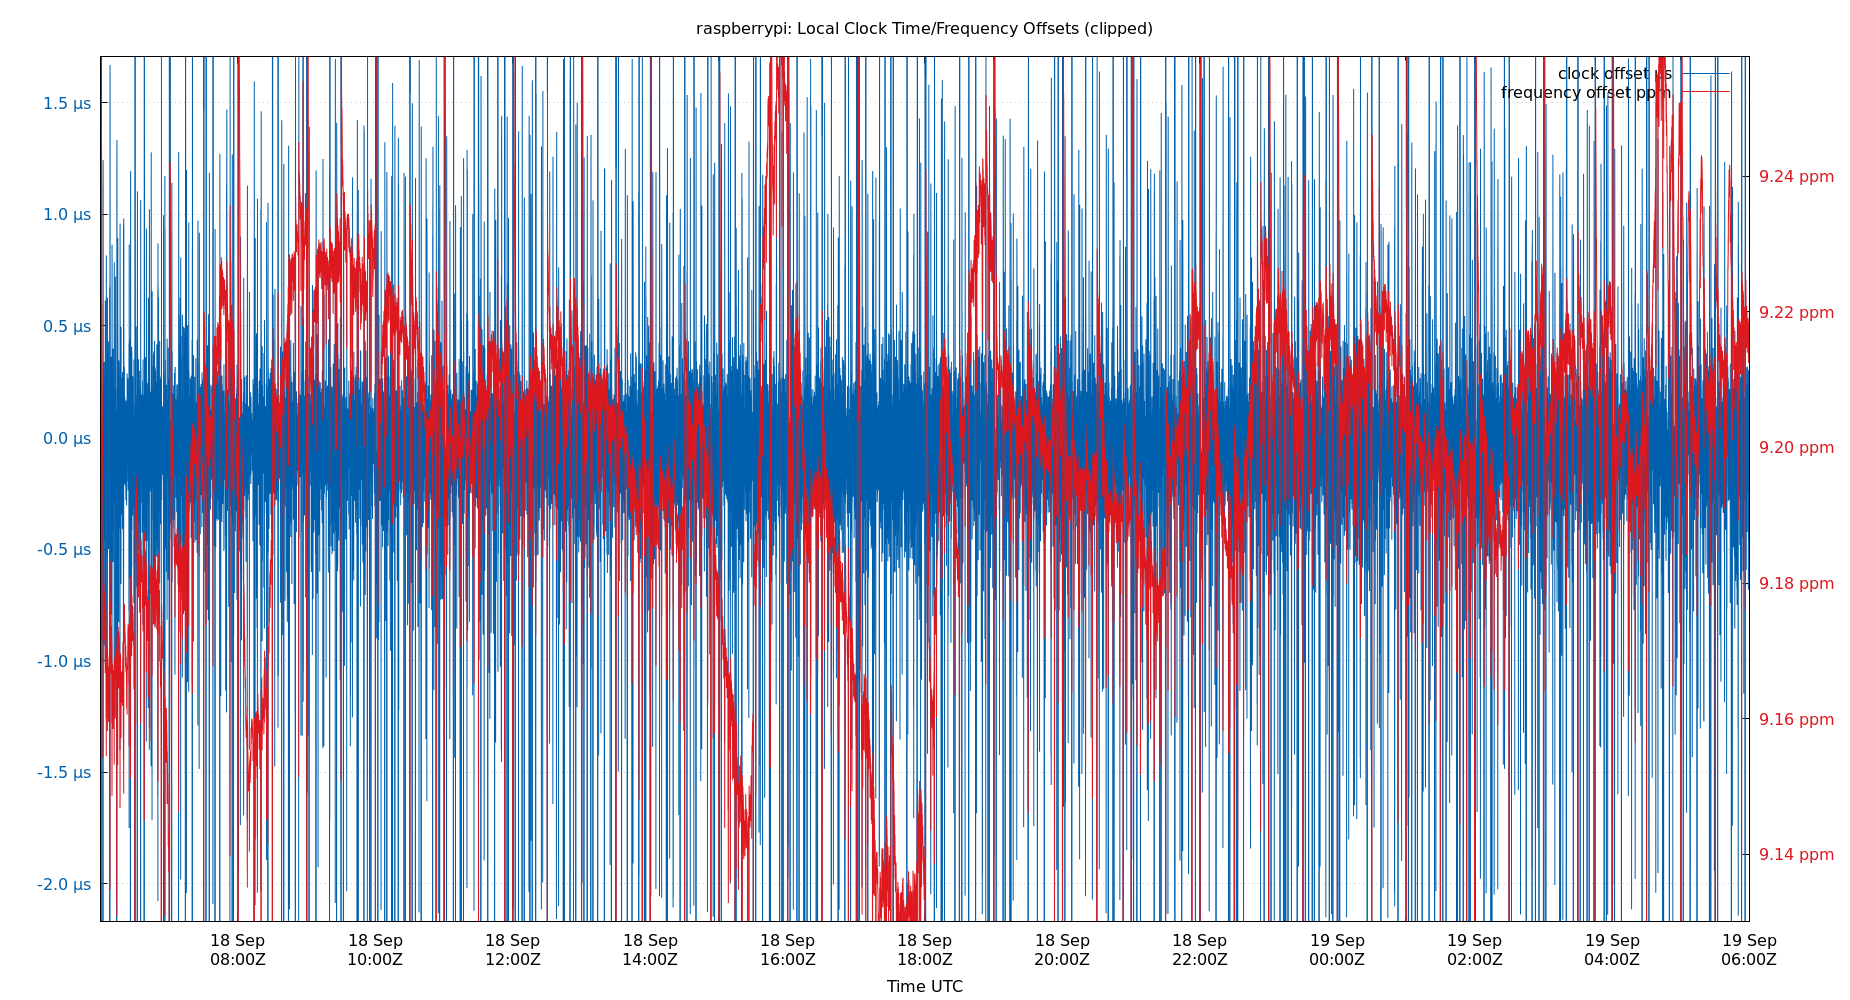 raspberrypi: Local Clock Time/Frequency Offsets (clipped)
clock offset µs
frequency offset ppm
1.5 µs
1.0 µs
0.5 µs
0.0 µs
-0.5 µs
-1.0 µs
-1.5 µs
-2.0 µs
9.24 ppm
9.22 ppm
9.20 ppm
9.18 ppm
9.16 ppm
9.14 ppm
18 Sep 18 Sep 18 Sep 18 Sep 18 Sep 18 Sep 18 Sep 18 Sep 19 Sep 19 Sep 19 Sep 19 Sep
08:00Z 10:00Z 12:00Z 14:00Z 16:00Z 18:00Z 20:00Z 22:00Z 00:00Z 02:00Z 04:00Z 06:00Z
Time UTC